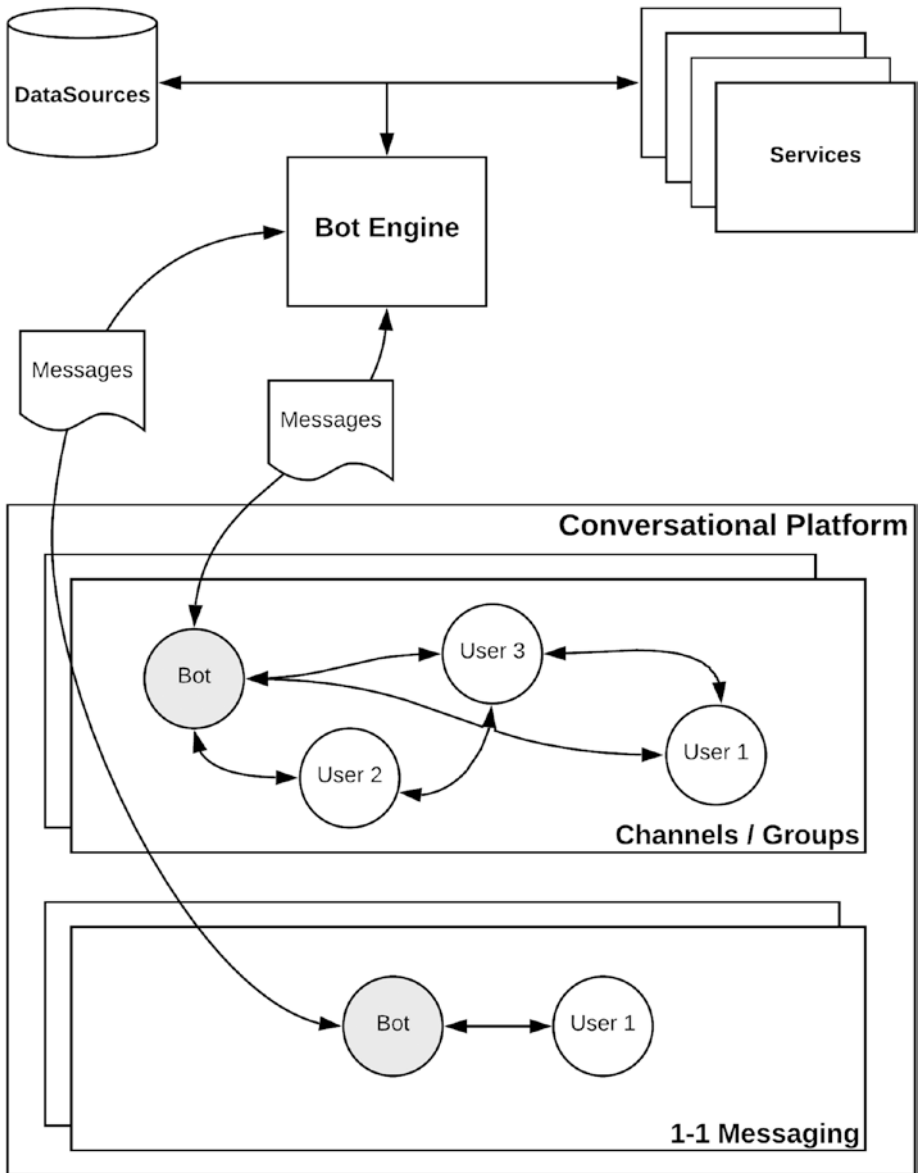 DataSources
Services
Bot Engine
Messages
Messages
Conversational Platform
User 3
Bot
User 1
User 2
Channels / Groups
Bot
User 1
1-1 Messaging